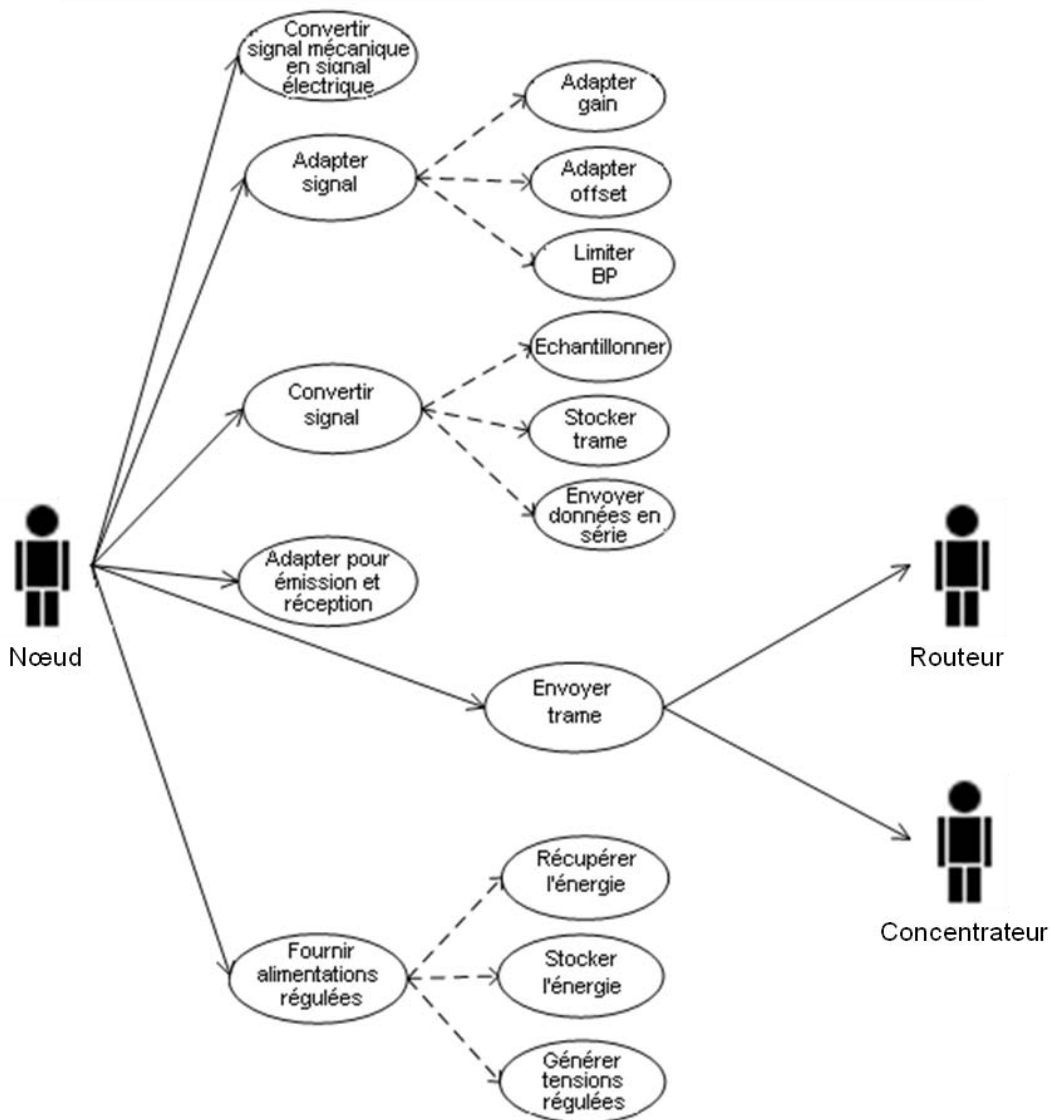 Convertir
signal mécanique
en signal
électrique
Adapter
gain
Adapter
signal
Adapter
offset
Limiter
BP
Echantillonner
Convertir
signal
Stocker
trame
Envoyer
données en
série
Adapter pour
émission et
réception
Nœud
Routeur
Envoyer
trame
Récupérer
l'énergie
Concentrateur
Fournir
alimentations
régulées
Stocker
l'énergie
Générer
tensions
régulées